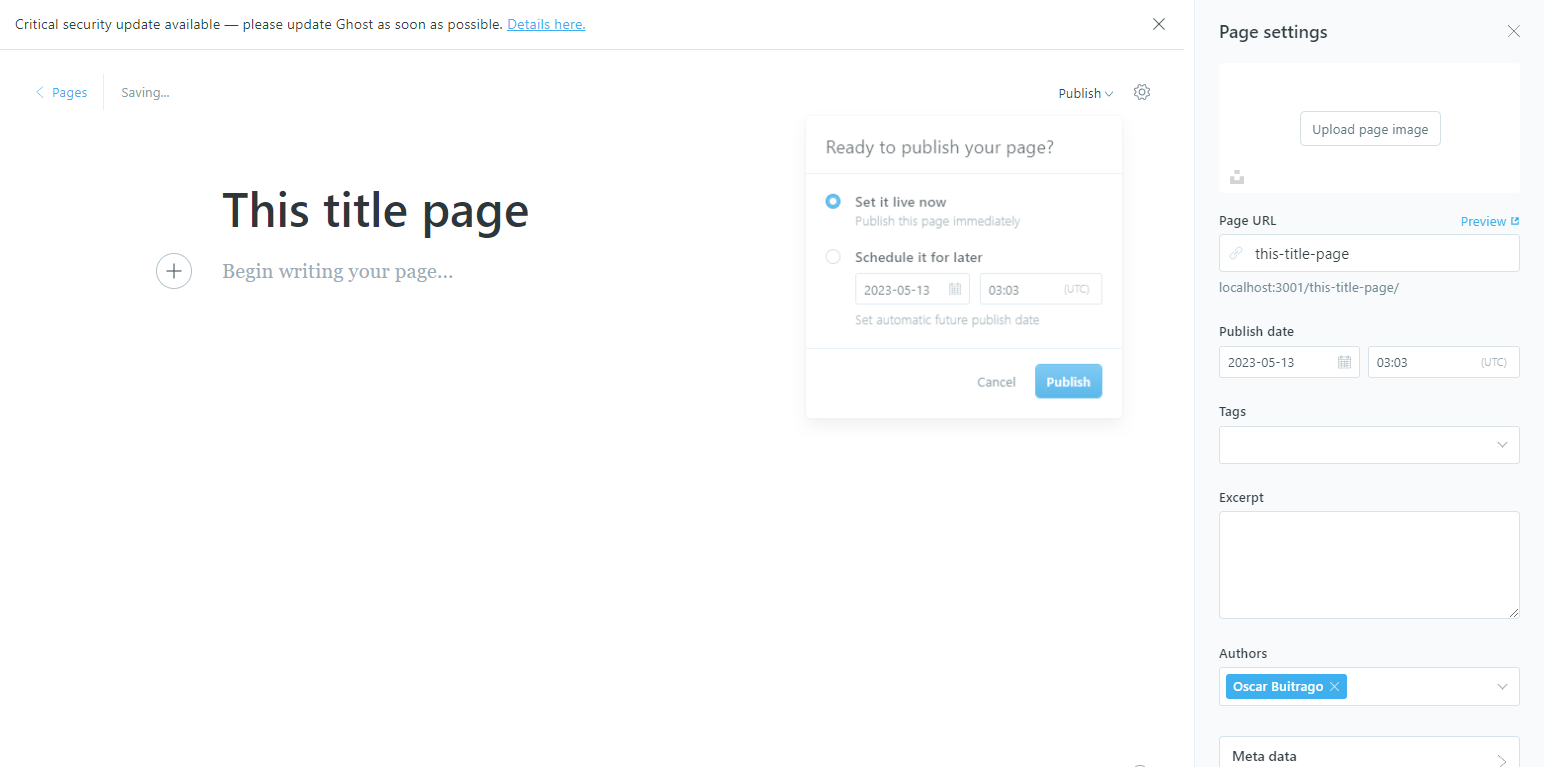 Critical security update available — please update Ghost as soon as possible. Details here.
Pages
Saving...
Publish
This title page
Begin writing your page...
Ready to publish your page?
Set it live now
Publish this page immediately
Schedule it for later
2023-05-13
03:03 (UTC)
Set automatic future publish date
Cancel
Publish
Page settings
Upload page image
Page URL
Preview
this-title-page
localhost:3001/this-title-page/
Publish date
2023-05-13
03:03 (UTC)
Tags
Excerpt
Authors
Oscar Buitrago
Meta data